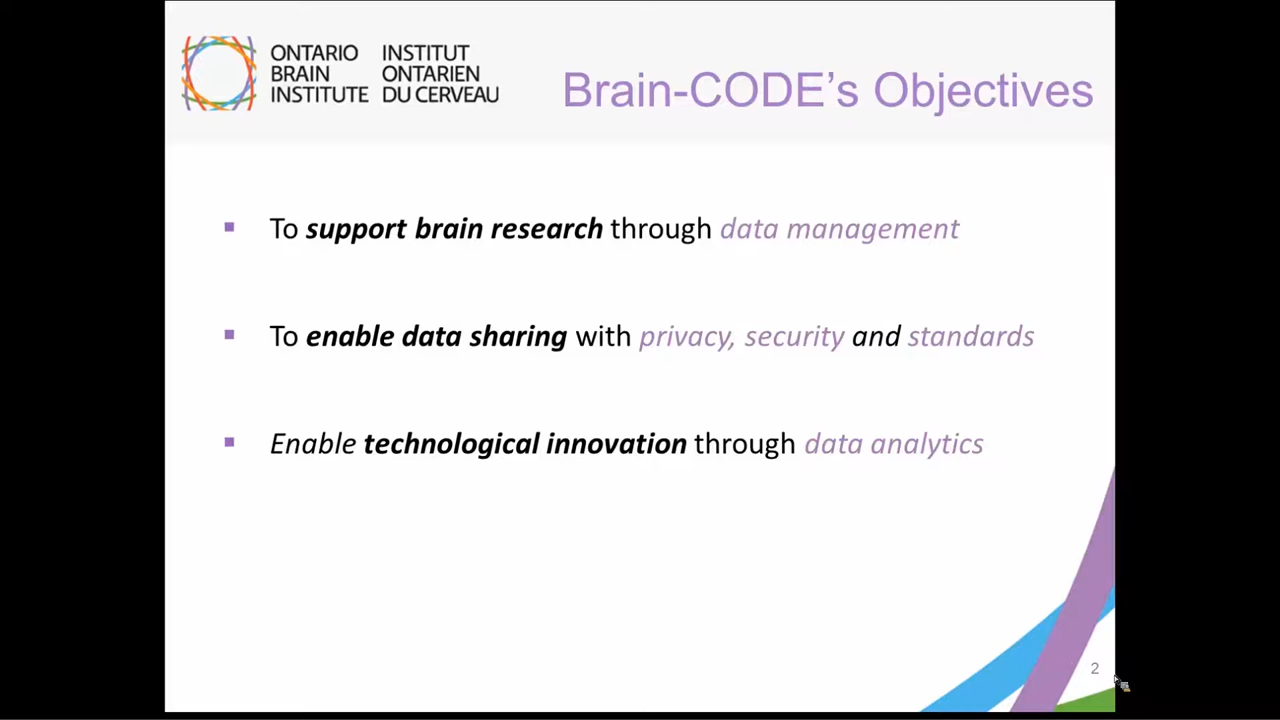 ONTARIO
BRAIN
INSTITUTE
INSTITUT
ONTARIEN
DU CERVEAU
Brain-CODE’s Objectives
To support brain research through data management
To enable data sharing with privacy, security and standards
Enable technological innovation through data analytics
2